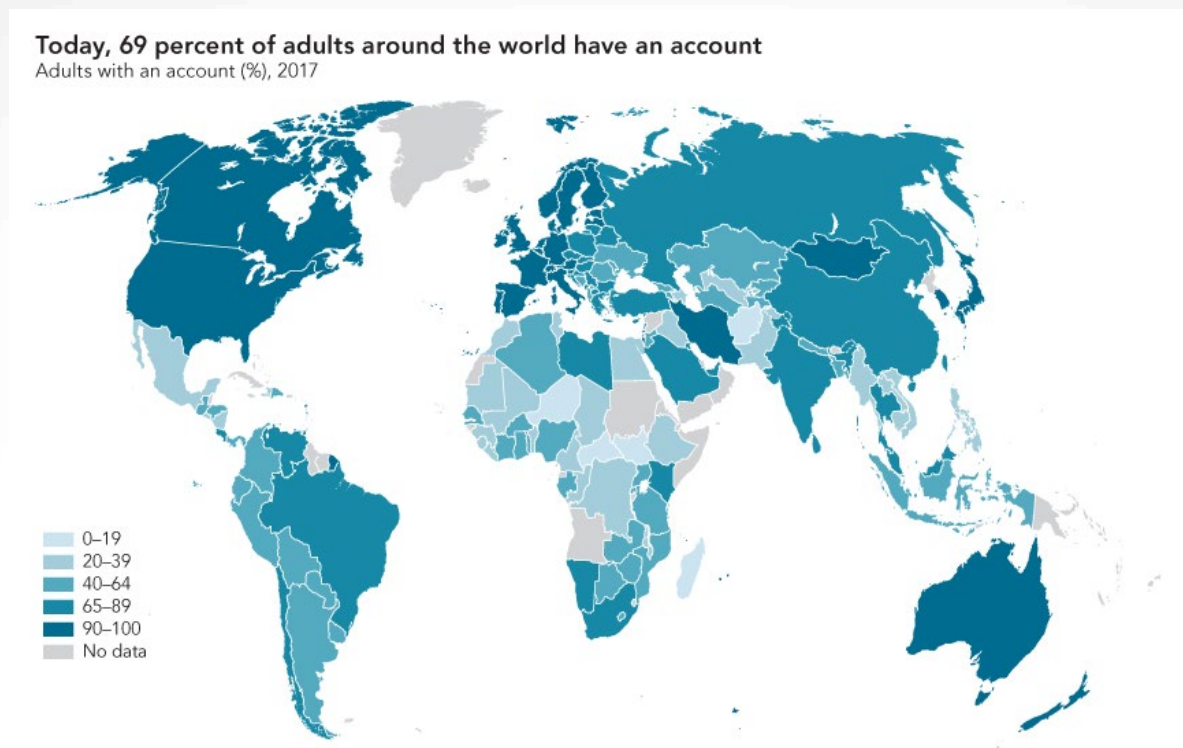 Today, 69 percent of adults around the world have an account
Adults with an account (%), 2017
0–19
20–39
40–64
65–89
90–100
No data